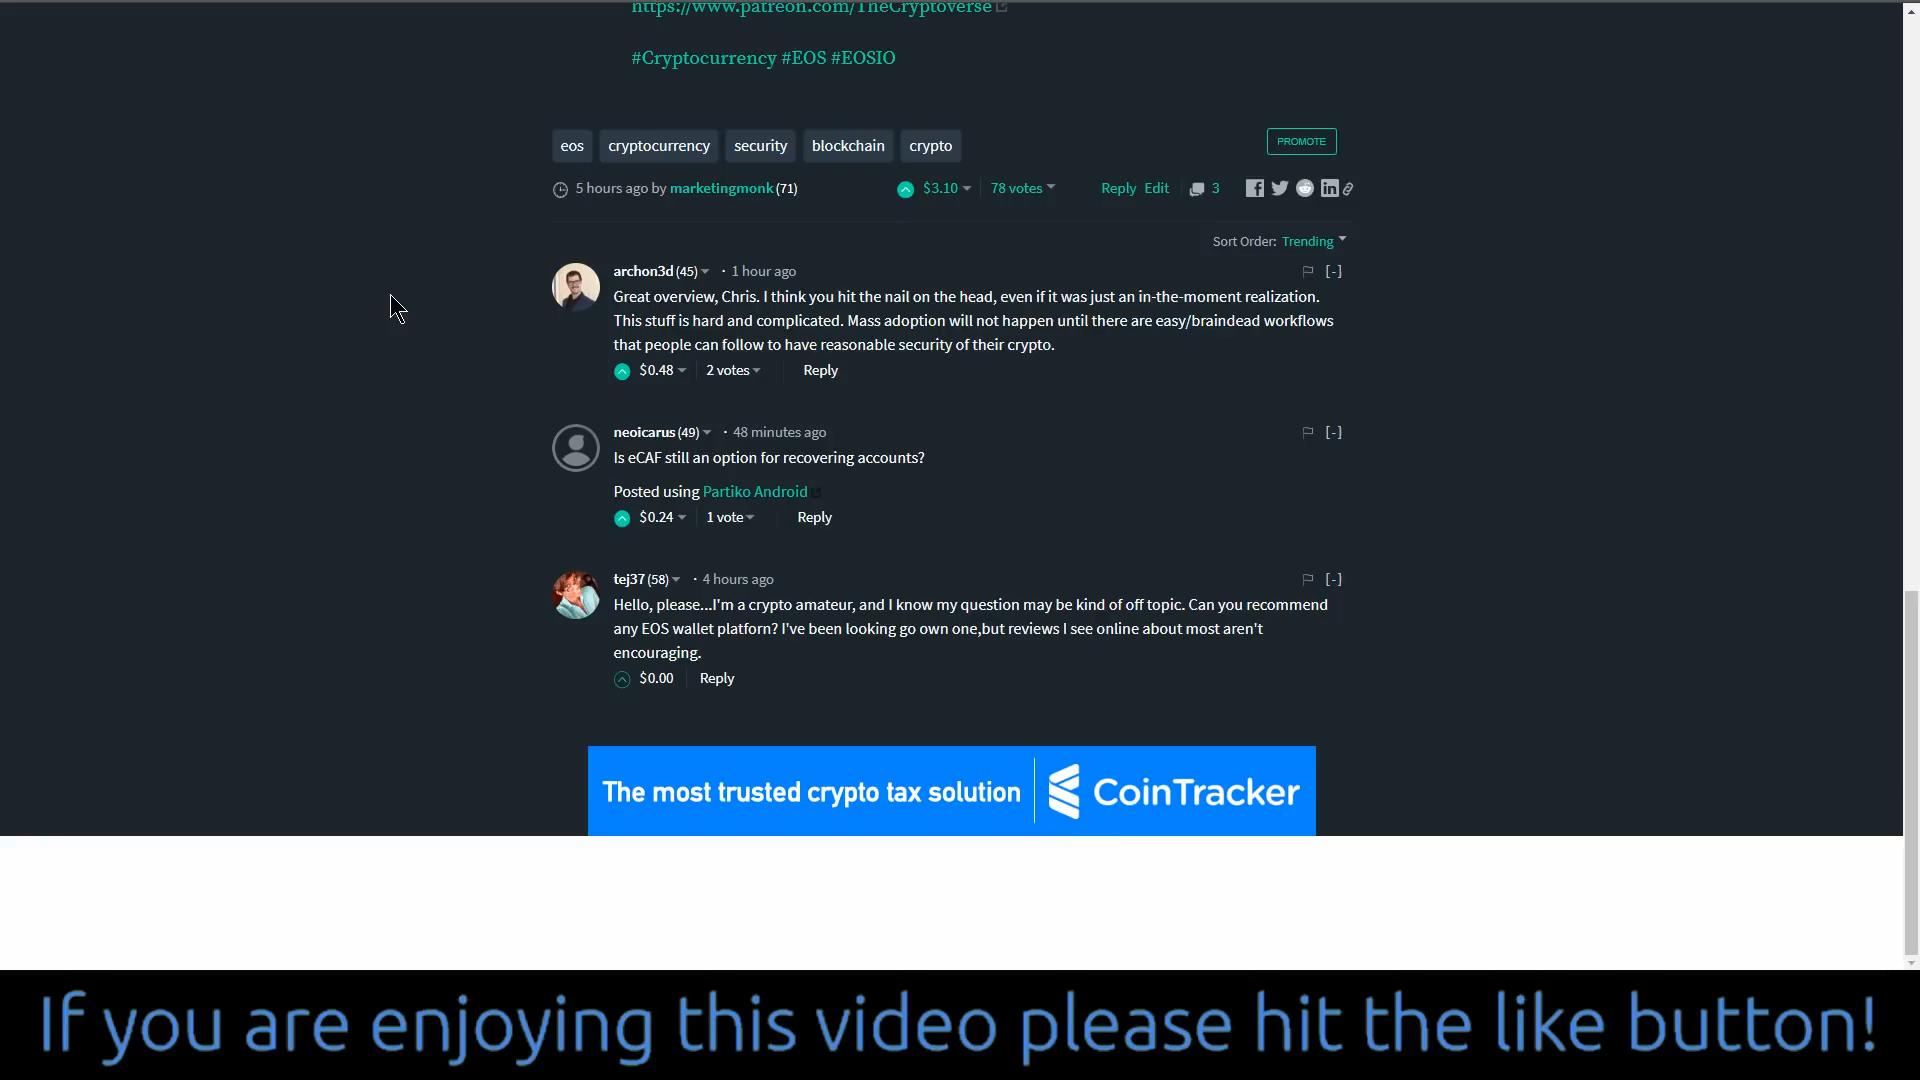 https://www.patreon.com/TheCryptoverse
#Cryptocurrency #EOS #EOSIO
eos cryptocurrency security blockchain crypto
PROMOTE
5 hours ago by marketingmonk (71) $3.10 78 votes Reply Edit 3
Sort Order: Trending
archon3d (45) · 1 hour ago [-]
Great overview, Chris. I think you hit the nail on the head, even if it was just an in-the-moment realization.
This stuff is hard and complicated. Mass adoption will not happen until there are easy/braindead workflows
that people can follow to have reasonable security of their crypto.
$0.48 2 votes Reply
neoicarus (49) · 48 minutes ago [-]
Is eCAF still an option for recovering accounts?
Posted using Partiko Android
$0.24 1 vote Reply
tej37 (58) · 4 hours ago [-]
Hello, please...I'm a crypto amateur, and I know my question may be kind of off topic. Can you recommend
any EOS wallet platforn? I've been looking go own one,but reviews I see online about most aren't
encouraging.
$0.00 Reply
The most trusted crypto tax solution CoinTracker
If you are enjoying this video please hit the like button!